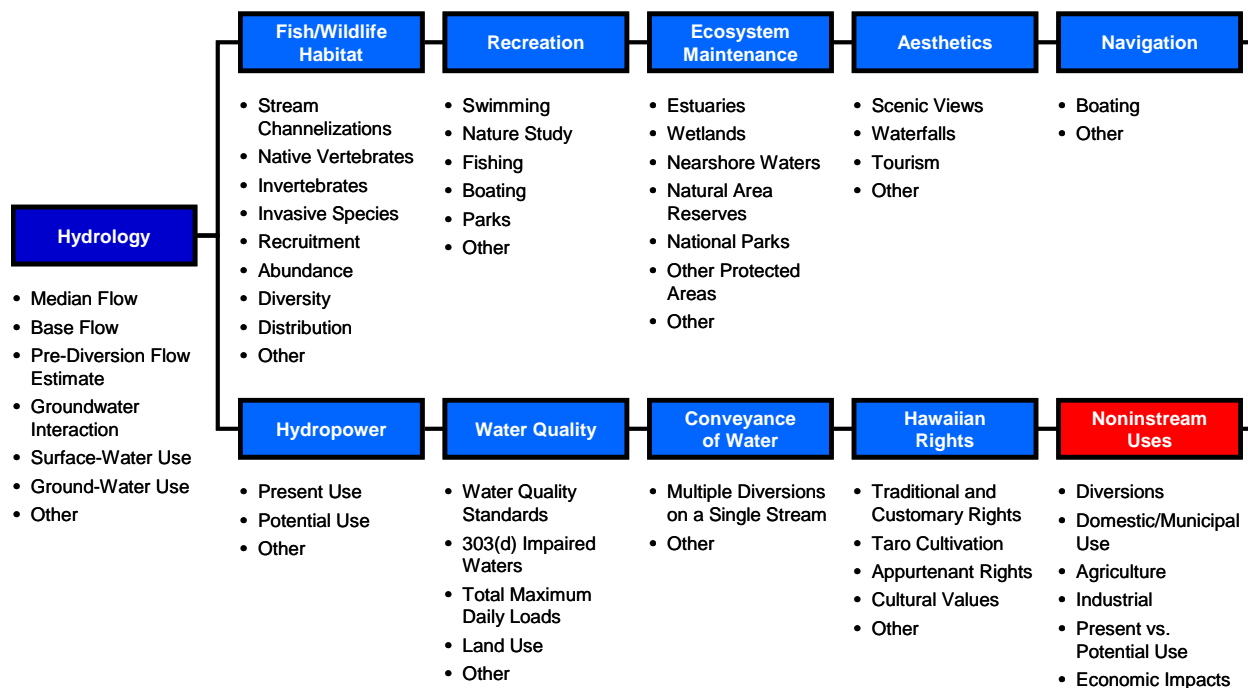 Fish/Wildlife
Habitat
• Stream
Channelizations
• Native Vertebrates
• Invertebrates
• Invasive Species
• Recruitment
• Abundance
• Diversity
• Distribution
• Other
Recreation
• Swimming
• Nature Study
• Fishing
• Boating
• Parks
• Other
Ecosystem
Maintenance
• Estuaries
• Wetlands
• Nearshore Waters
• Natural Area
Reserves
• National Parks
• Other Protected
Areas
• Other
Aesthetics
• Scenic Views
• Waterfalls
• Tourism
• Other
Navigation
• Boating
• Other
Hydrology
• Median Flow
• Base Flow
• Pre-Diversion Flow
Estimate
• Groundwater
Interaction
• Surface-Water Use
• Ground-Water Use
• Other
Hydropower
• Present Use
• Potential Use
• Other
Water Quality
• Water Quality
Standards
• 303(d) Impaired
Waters
• Total Maximum
Daily Loads
• Land Use
• Other
Conveyance
of Water
• Multiple Diversions
on a Single Stream
• Other
Hawaiian
Rights
• Traditional and
Customary Rights
• Taro Cultivation
• Appurtenant Rights
• Cultural Values
• Other
Noninstream
Uses
• Diversions
• Domestic/Municipal
Use
• Agriculture
• Industrial
• Present vs.
Potential Use
• Economic Impacts